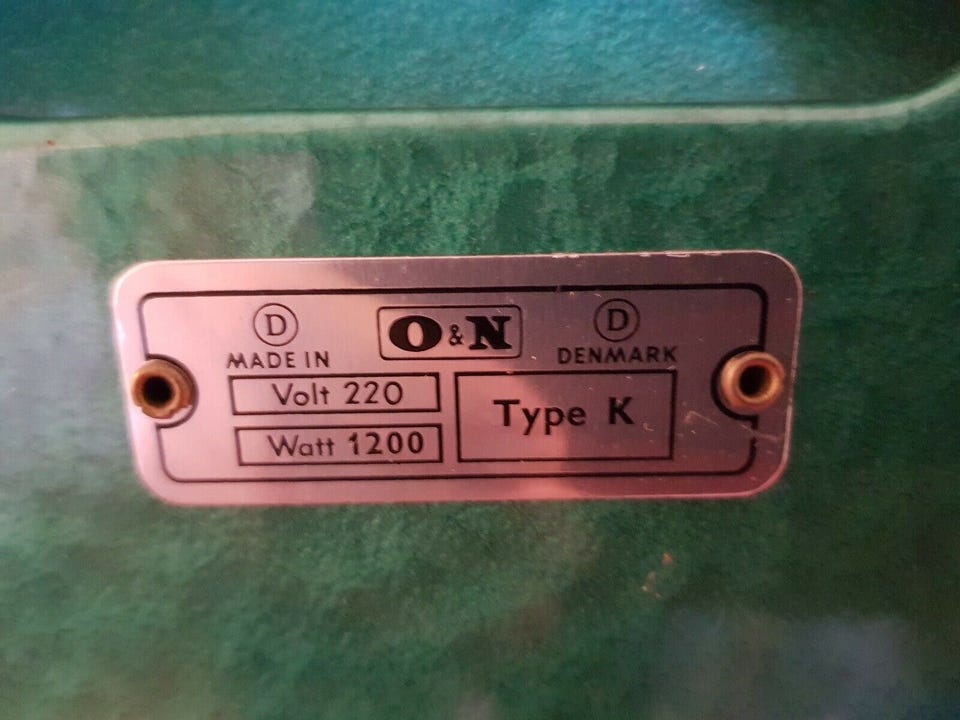 D O&N D
MADE IN DENMARK
Volt 220
Type K
Watt 1200